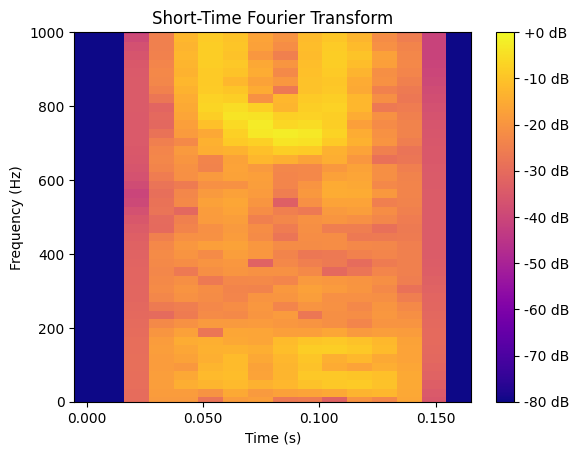 Short-Time Fourier Transform
Frequency (Hz)
1000
800
600
400
200
0
0.000
0.050
0.100
0.150
Time (s)
+0 dB
-10 dB
-20 dB
-30 dB
-40 dB
-50 dB
-60 dB
-70 dB
-80 dB